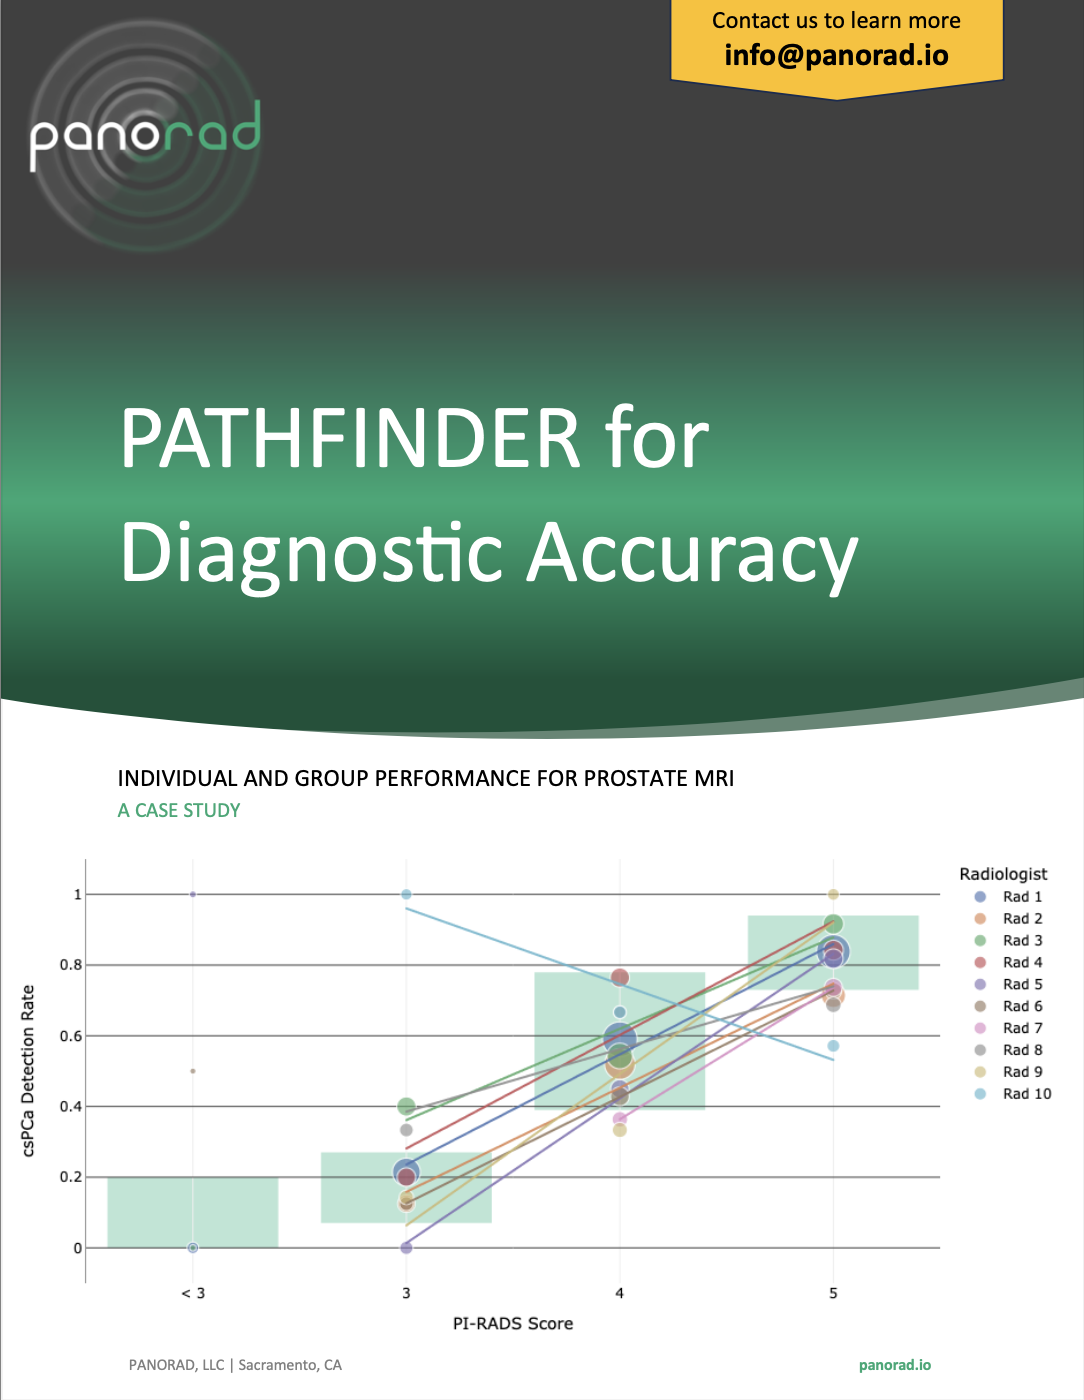 Contact us to learn more
info@panorad.io
panorad
PATHFINDER for
Diagnostic Accuracy
INDIVIDUAL AND GROUP PERFORMANCE FOR PROSTATE MRI
A CASE STUDY
csPCa Detection Rate
1
0.8
0.6
0.4
0.2
0
< 3
3
4
5
PI-RADS Score
Radiologist
Rad 1
Rad 2
Rad 3
Rad 4
Rad 5
Rad 6
Rad 7
Rad 8
Rad 9
Rad 10
PANORAD, LLC | Sacramento, CA
panorad.io